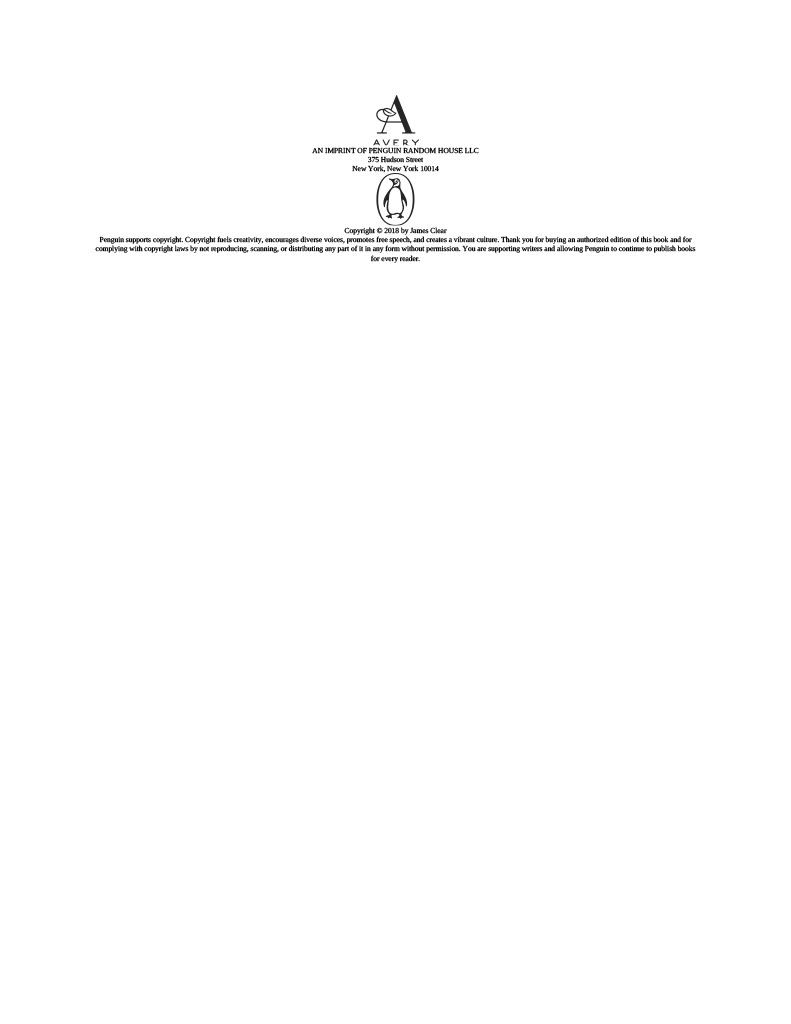 AVERY
AN IMPRINT OF PENGUIN RANDOM HOUSE LLC
375 Hudson Street
New York, New York 10014
Copyright © 2018 by James Clear
Penguin supports copyright. Copyright fuels creativity, encourages diverse voices, promotes free speech, and creates a vibrant culture. Thank you for buying an authorized edition of this book and for
complying with copyright laws by not reproducing, scanning, or distributing any part of it in any form without permission. You are supporting writers and allowing Penguin to continue to publish books
for every reader.